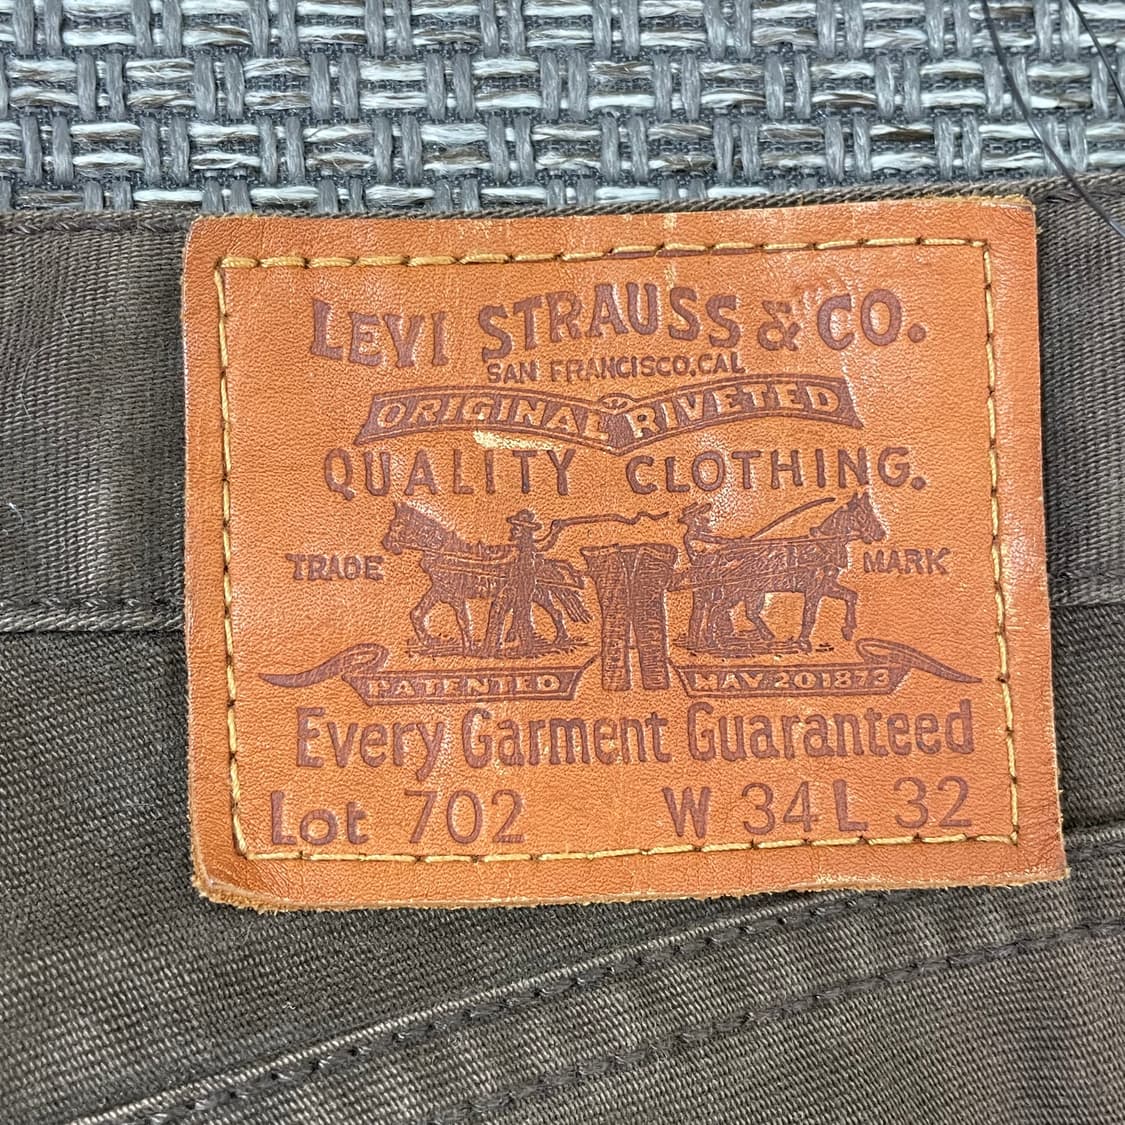 LEVI STRAUSS & CO.
SAN FRANCISCO, CAL
ORIGINAL RIVETED
QUALITY CLOTHING.
TRADE MARK
PATENTED MAY 20 1873
Every Garment Guaranteed
Lot 702 W 34 L 32